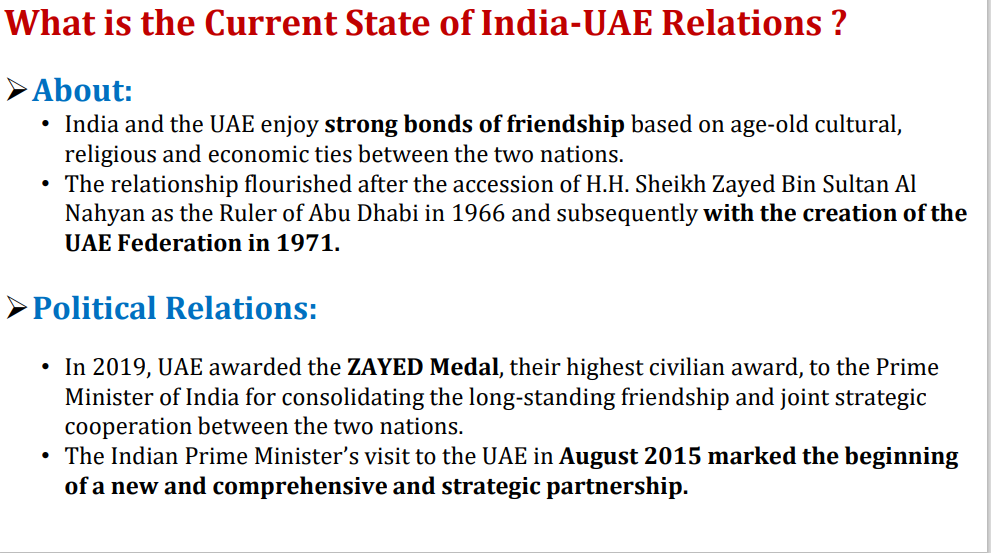 What is the Current State of India-UAE Relations ?
➢About:
• India and the UAE enjoy strong bonds of friendship based on age-old cultural,
religious and economic ties between the two nations.
• The relationship flourished after the accession of H.H. Sheikh Zayed Bin Sultan Al
Nahyan as the Ruler of Abu Dhabi in 1966 and subsequently with the creation of the
UAE Federation in 1971.
➢Political Relations:
• In 2019, UAE awarded the ZAYED Medal, their highest civilian award, to the Prime
Minister of India for consolidating the long-standing friendship and joint strategic
cooperation between the two nations.
• The Indian Prime Minister’s visit to the UAE in August 2015 marked the beginning
of a new and comprehensive and strategic partnership.